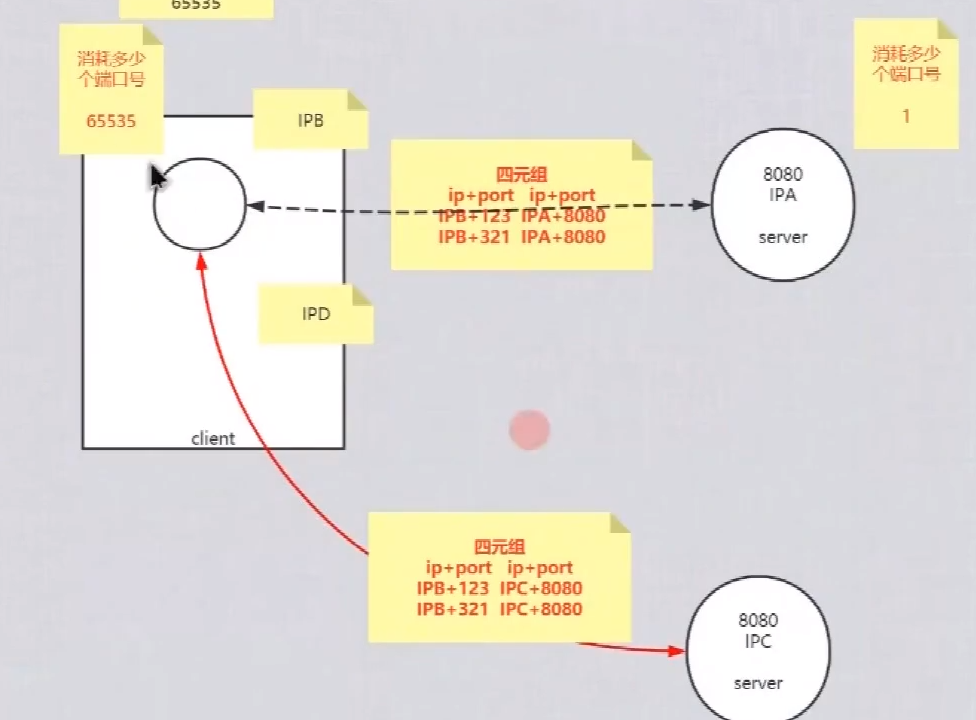 65535
消耗多少
个端口号
65535
IPB
四元组
ip+port ip+port
IPB+123 IPA+8080
IPB+321 IPA+8080
8080
IPA
server
消耗多少
个端口号
1
IPD
client
四元组
ip+port ip+port
IPB+123 IPC+8080
IPB+321 IPC+8080
8080
IPC
server